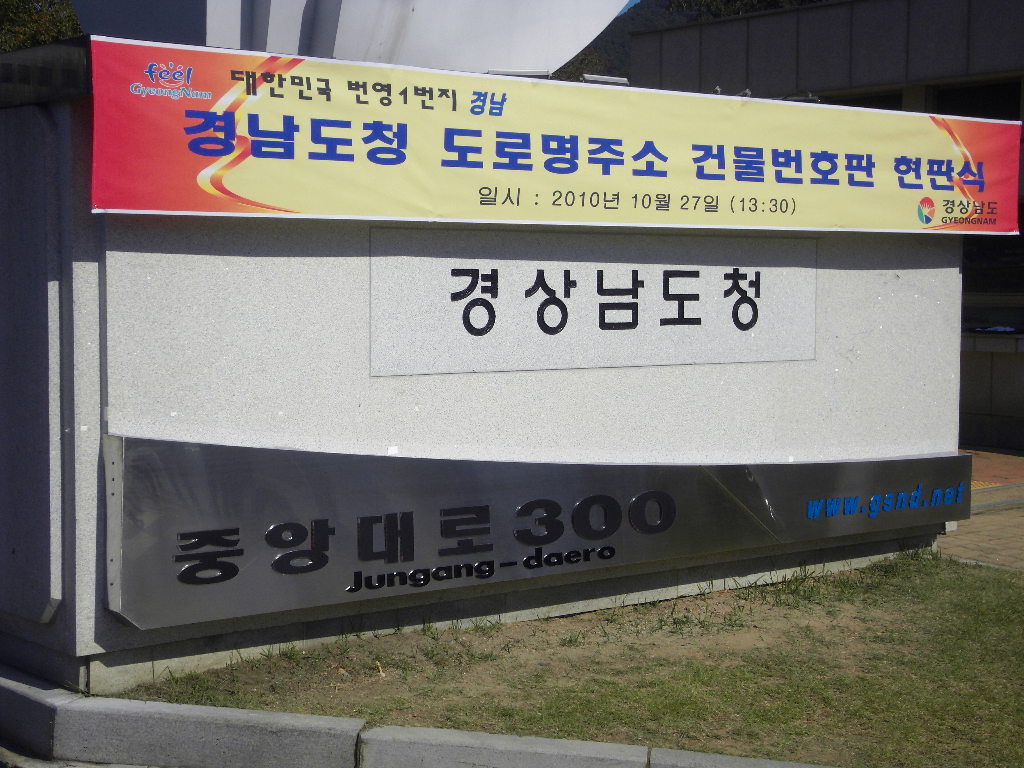 feel
GyeongNam
대한민국 번영1번지 경남
경남도청 도로명주소 건물번호판 현판식
일시 : 2010년 10월 27일 (13:30)
경상남도
GYEONGNAM
경상남도청
중앙대로300
Jungang-daero
www.gsnd.net